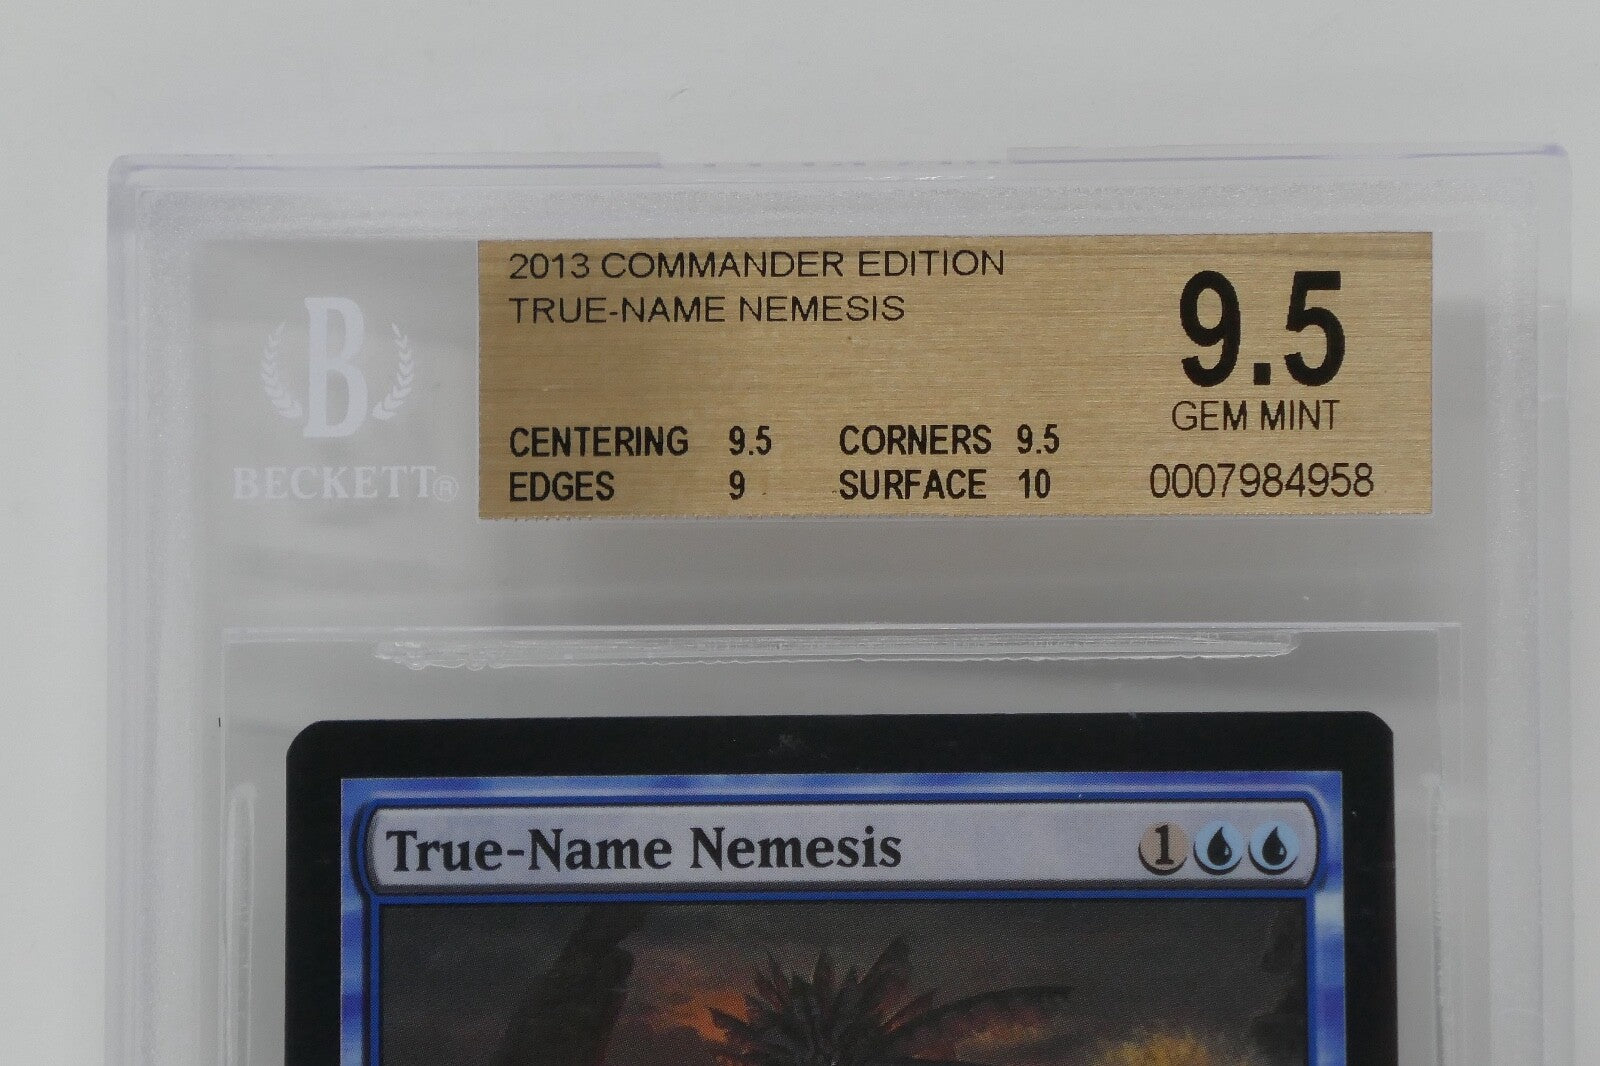 2013 COMMANDER EDITION
TRUE-NAME NEMESIS
9.5
GEM MINT
CENTERING 9.5 CORNERS 9.5
EDGES 9 SURFACE 10
0007984958
B
BECKETT®
True-Name Nemesis 1